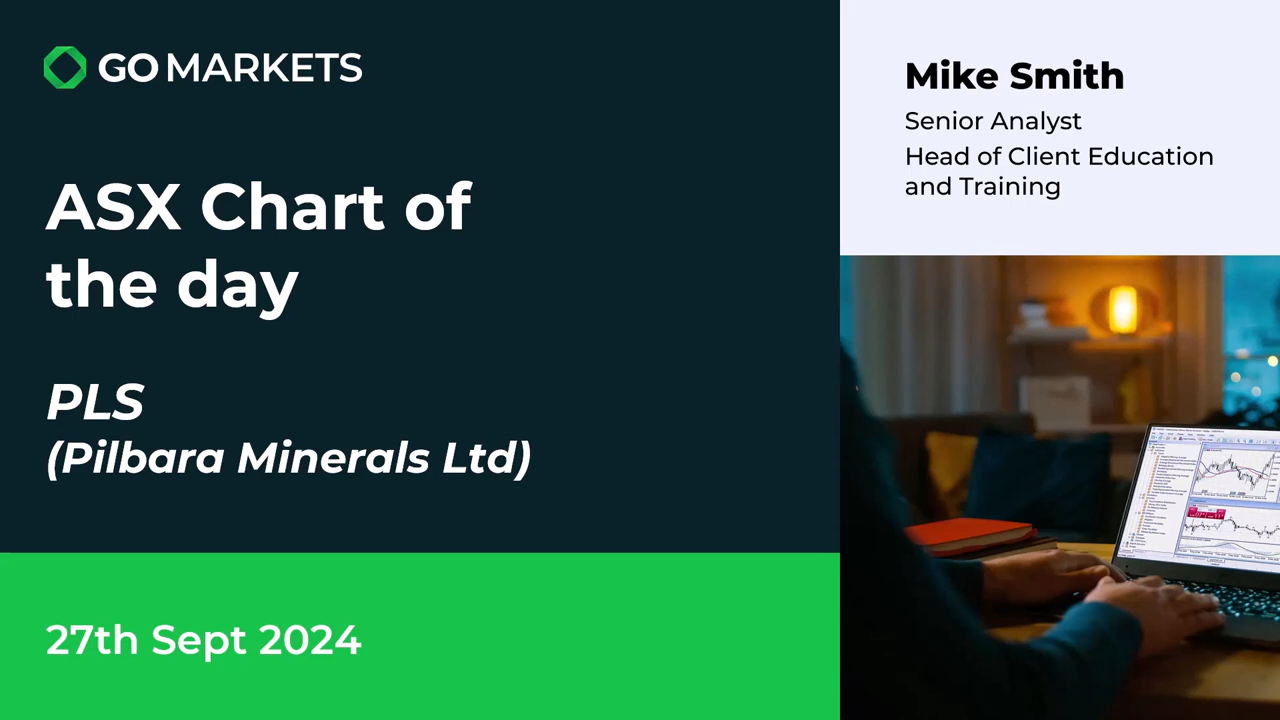 GO MARKETS
ASX Chart of
the day
PLS
(Pilbara Minerals Ltd)
27th Sept 2024
Mike Smith
Senior Analyst
Head of Client Education
and Training